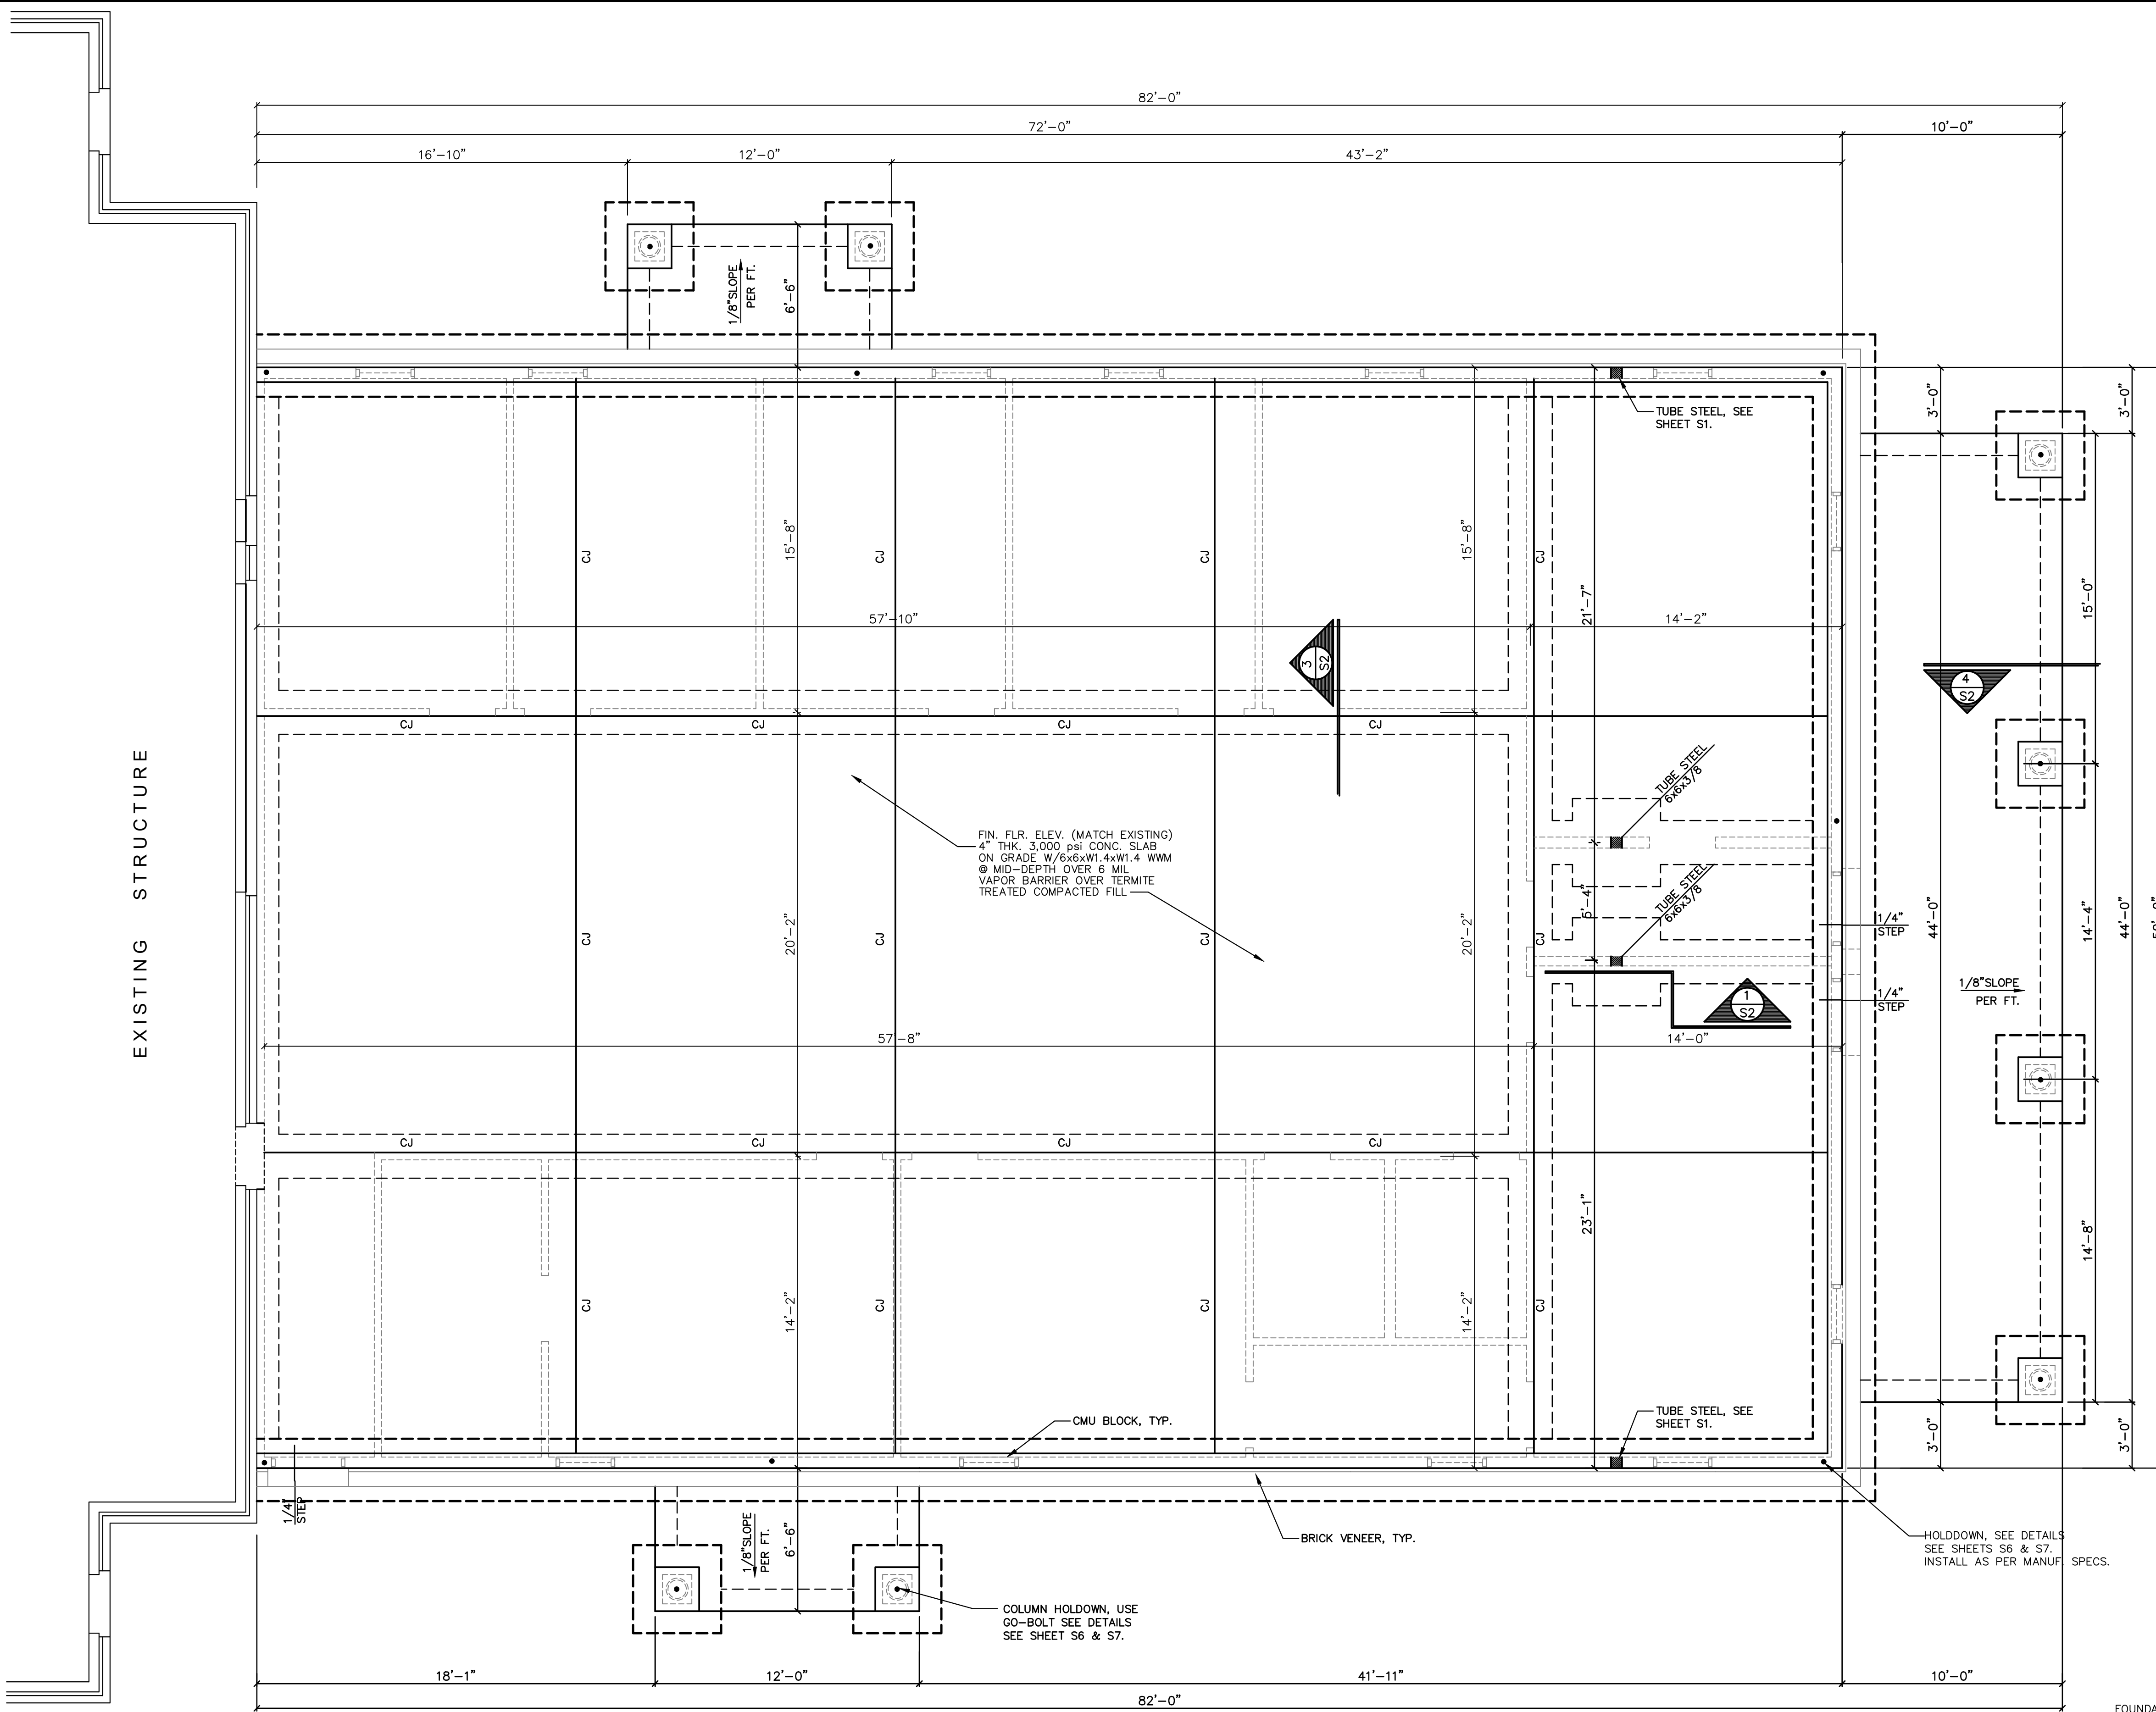 82'-0"
72'-0"
10'-0"
16'-10"
12'-0"
43'-2"
1/8"SLOPE
PER FT.
6'-6"
TUBE STEEL, SEE
SHEET S1.
3'-0"
3'-0"
CJ
CJ
CJ
CJ
15'-8"
15'-8"
21'-7"
15'-0"
57'-10"
14'-2"
3
S2
4
S2
CJ
CJ
CJ
CJ
EXISTING STRUCTURE
FIN. FLR. ELEV. (MATCH EXISTING)
4" THK. 3,000 psi CONC. SLAB
ON GRADE W/6x6xW1.4xW1.4 WWM
@ MID-DEPTH OVER 6 MIL
VAPOR BARRIER OVER TERMITE
TREATED COMPACTED FILL
TUBE STEEL
6x6x3/8
TUBE STEEL
6x6x3/8
5'-4"
CJ
CJ
CJ
CJ
20'-2"
20'-2"
1/4"
STEP
44'-0"
14'-4"
44'-0"
1/4"
STEP
1/8"SLOPE
PER FT.
1
S2
57'-8"
14'-0"
CJ
CJ
CJ
CJ
23'-1"
14'-8"
CJ
CJ
CJ
CJ
14'-2"
14'-2"
CMU BLOCK, TYP.
TUBE STEEL, SEE
SHEET S1.
3'-0"
3'-0"
1/4"
STEP
1/8"SLOPE
PER FT.
6'-6"
BRICK VENEER, TYP.
HOLDDOWN, SEE DETAILS
SEE SHEETS S6 & S7.
INSTALL AS PER MANUF. SPECS.
COLUMN HOLDOWN, USE
GO-BOLT SEE DETAILS
SEE SHEET S6 & S7.
18'-1"
12'-0"
41'-11"
10'-0"
82'-0"